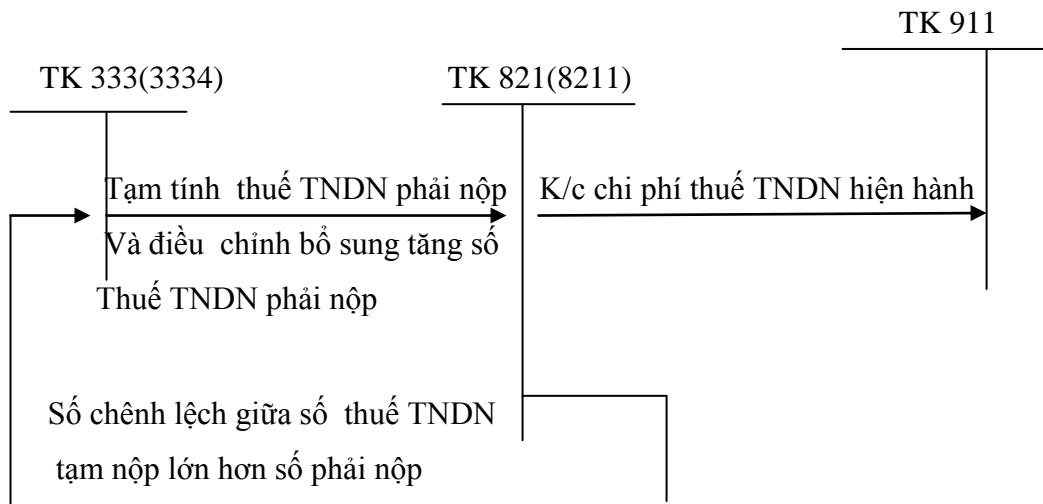 TK 911
TK 333(3334)
TK 821(8211)
Tạm tính thuế TNDN phải nộp
Và điều chỉnh bổ sung tăng số
Thuế TNDN phải nộp
K/c chi phí thuế TNDN hiện hành
Số chênh lệch giữa số thuế TNDN
tạm nộp lớn hơn số phải nộp